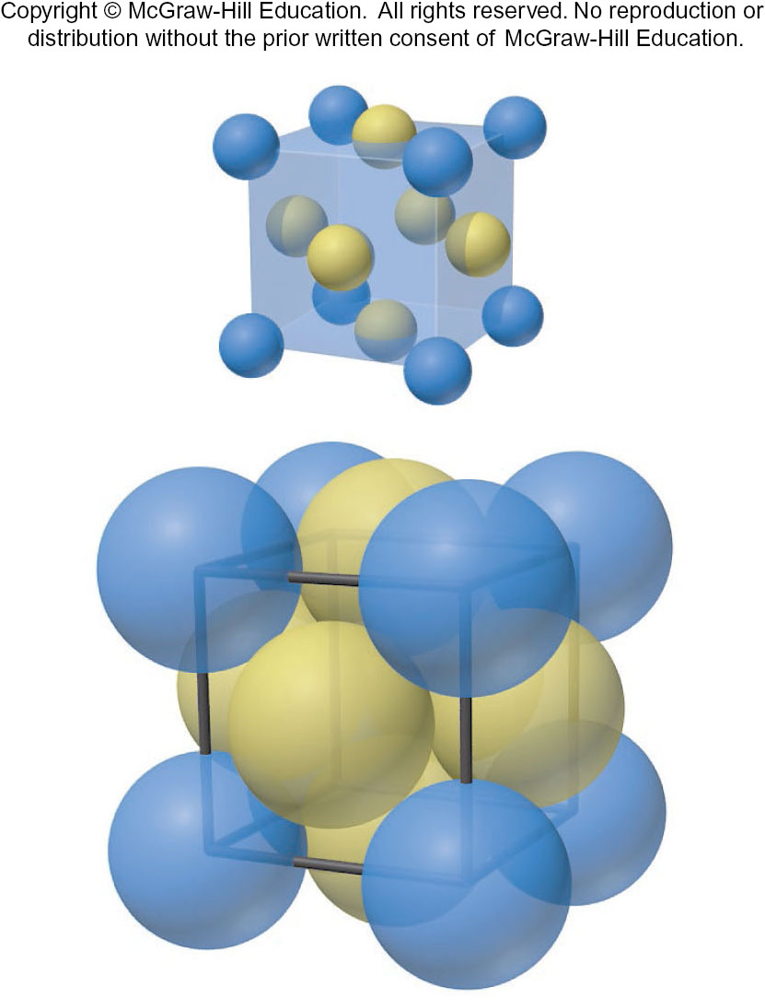 Copyright © McGraw-Hill Education.  All rights reserved. No reproduction or
distribution without the prior written consent of McGraw-Hill Education.